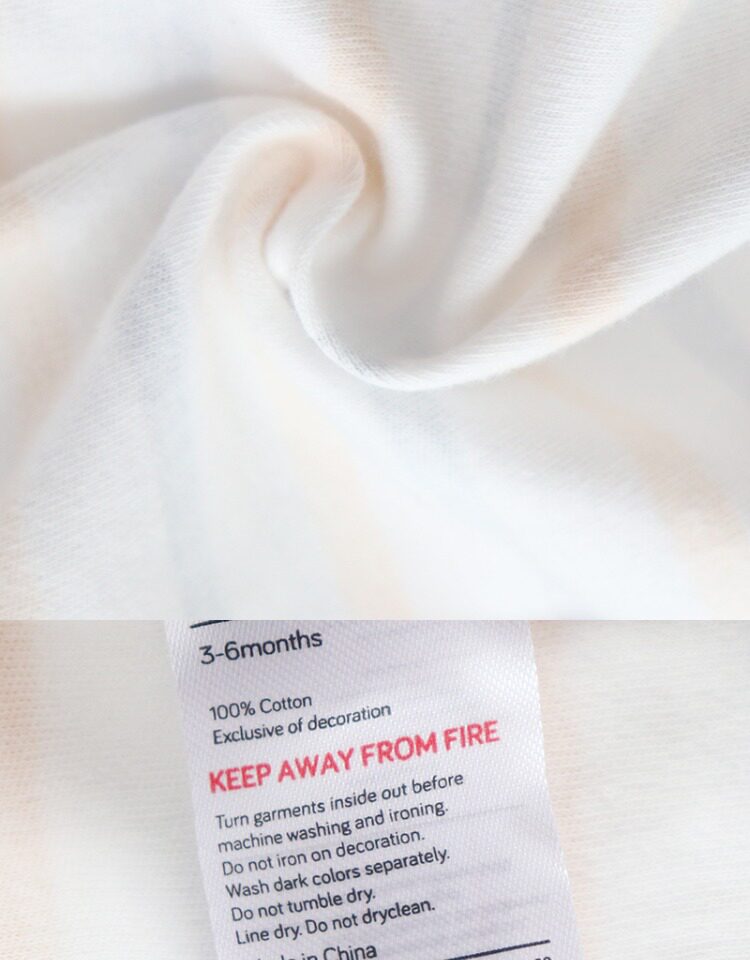 3-6months
100% Cotton
Exclusive of decoration
KEEP AWAY FROM FIRE
Turn garments inside out before
machine washing and ironing.
Do not iron on decoration.
Wash dark colors separately.
Do not tumble dry.
Line dry. Do not dryclean.
in China